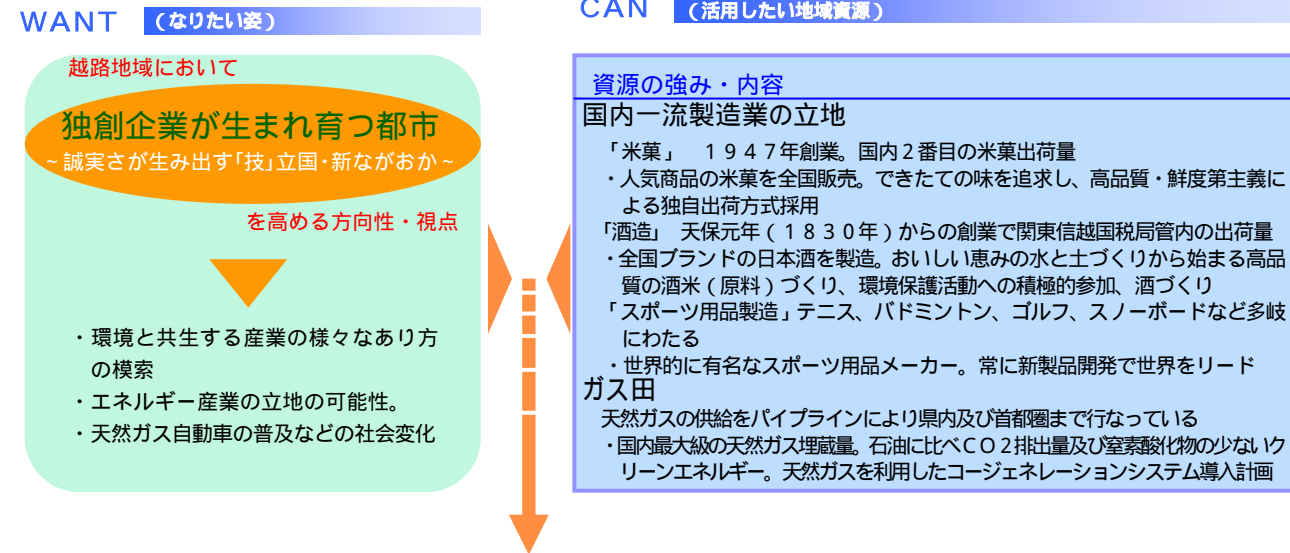 WANT （なりたい姿）
越路地域において
独創企業が生まれ育つ都市
~誠実さが生み出す「技」立国・新ながおか~
を高める方向性・視点
・環境と共生する産業の様々なあり方
の模索
・エネルギー産業の立地の可能性。
・天然ガス自動車の普及などの社会変化
CAN （活用したい地域資源）
資源の強み・内容
国内一流製造業の立地
「米菓」　１９４７年創業。国内２番目の米菓出荷量
・人気商品の米菓を全国販売。できたての味を追求し、高品質・鮮度第主義に
よる独自出荷方式採用
「酒造」　天保元年（１８３０年）からの創業で関東信越国税局管内の出荷量
・全国ブランドの日本酒を製造。おいしい恵みの水と土づくりから始まる高品
質の酒米（原料）づくり、環境保護活動への積極的参加、酒づくり
「スポーツ用品製造」テニス、バドミントン、ゴルフ、スノーボードなど多岐
にわたる
・世界的に有名なスポーツ用品メーカー。常に新製品開発で世界をリード
ガス田
天然ガスの供給をパイプラインにより県内及び首都圏まで行なっている
・国内最大級の天然ガス埋蔵量。石油に比べＣＯ２排出量及び窒素酸化物の少ないク
リーンエネルギー。天然ガスを利用したコージェネレーションシステム導入計画